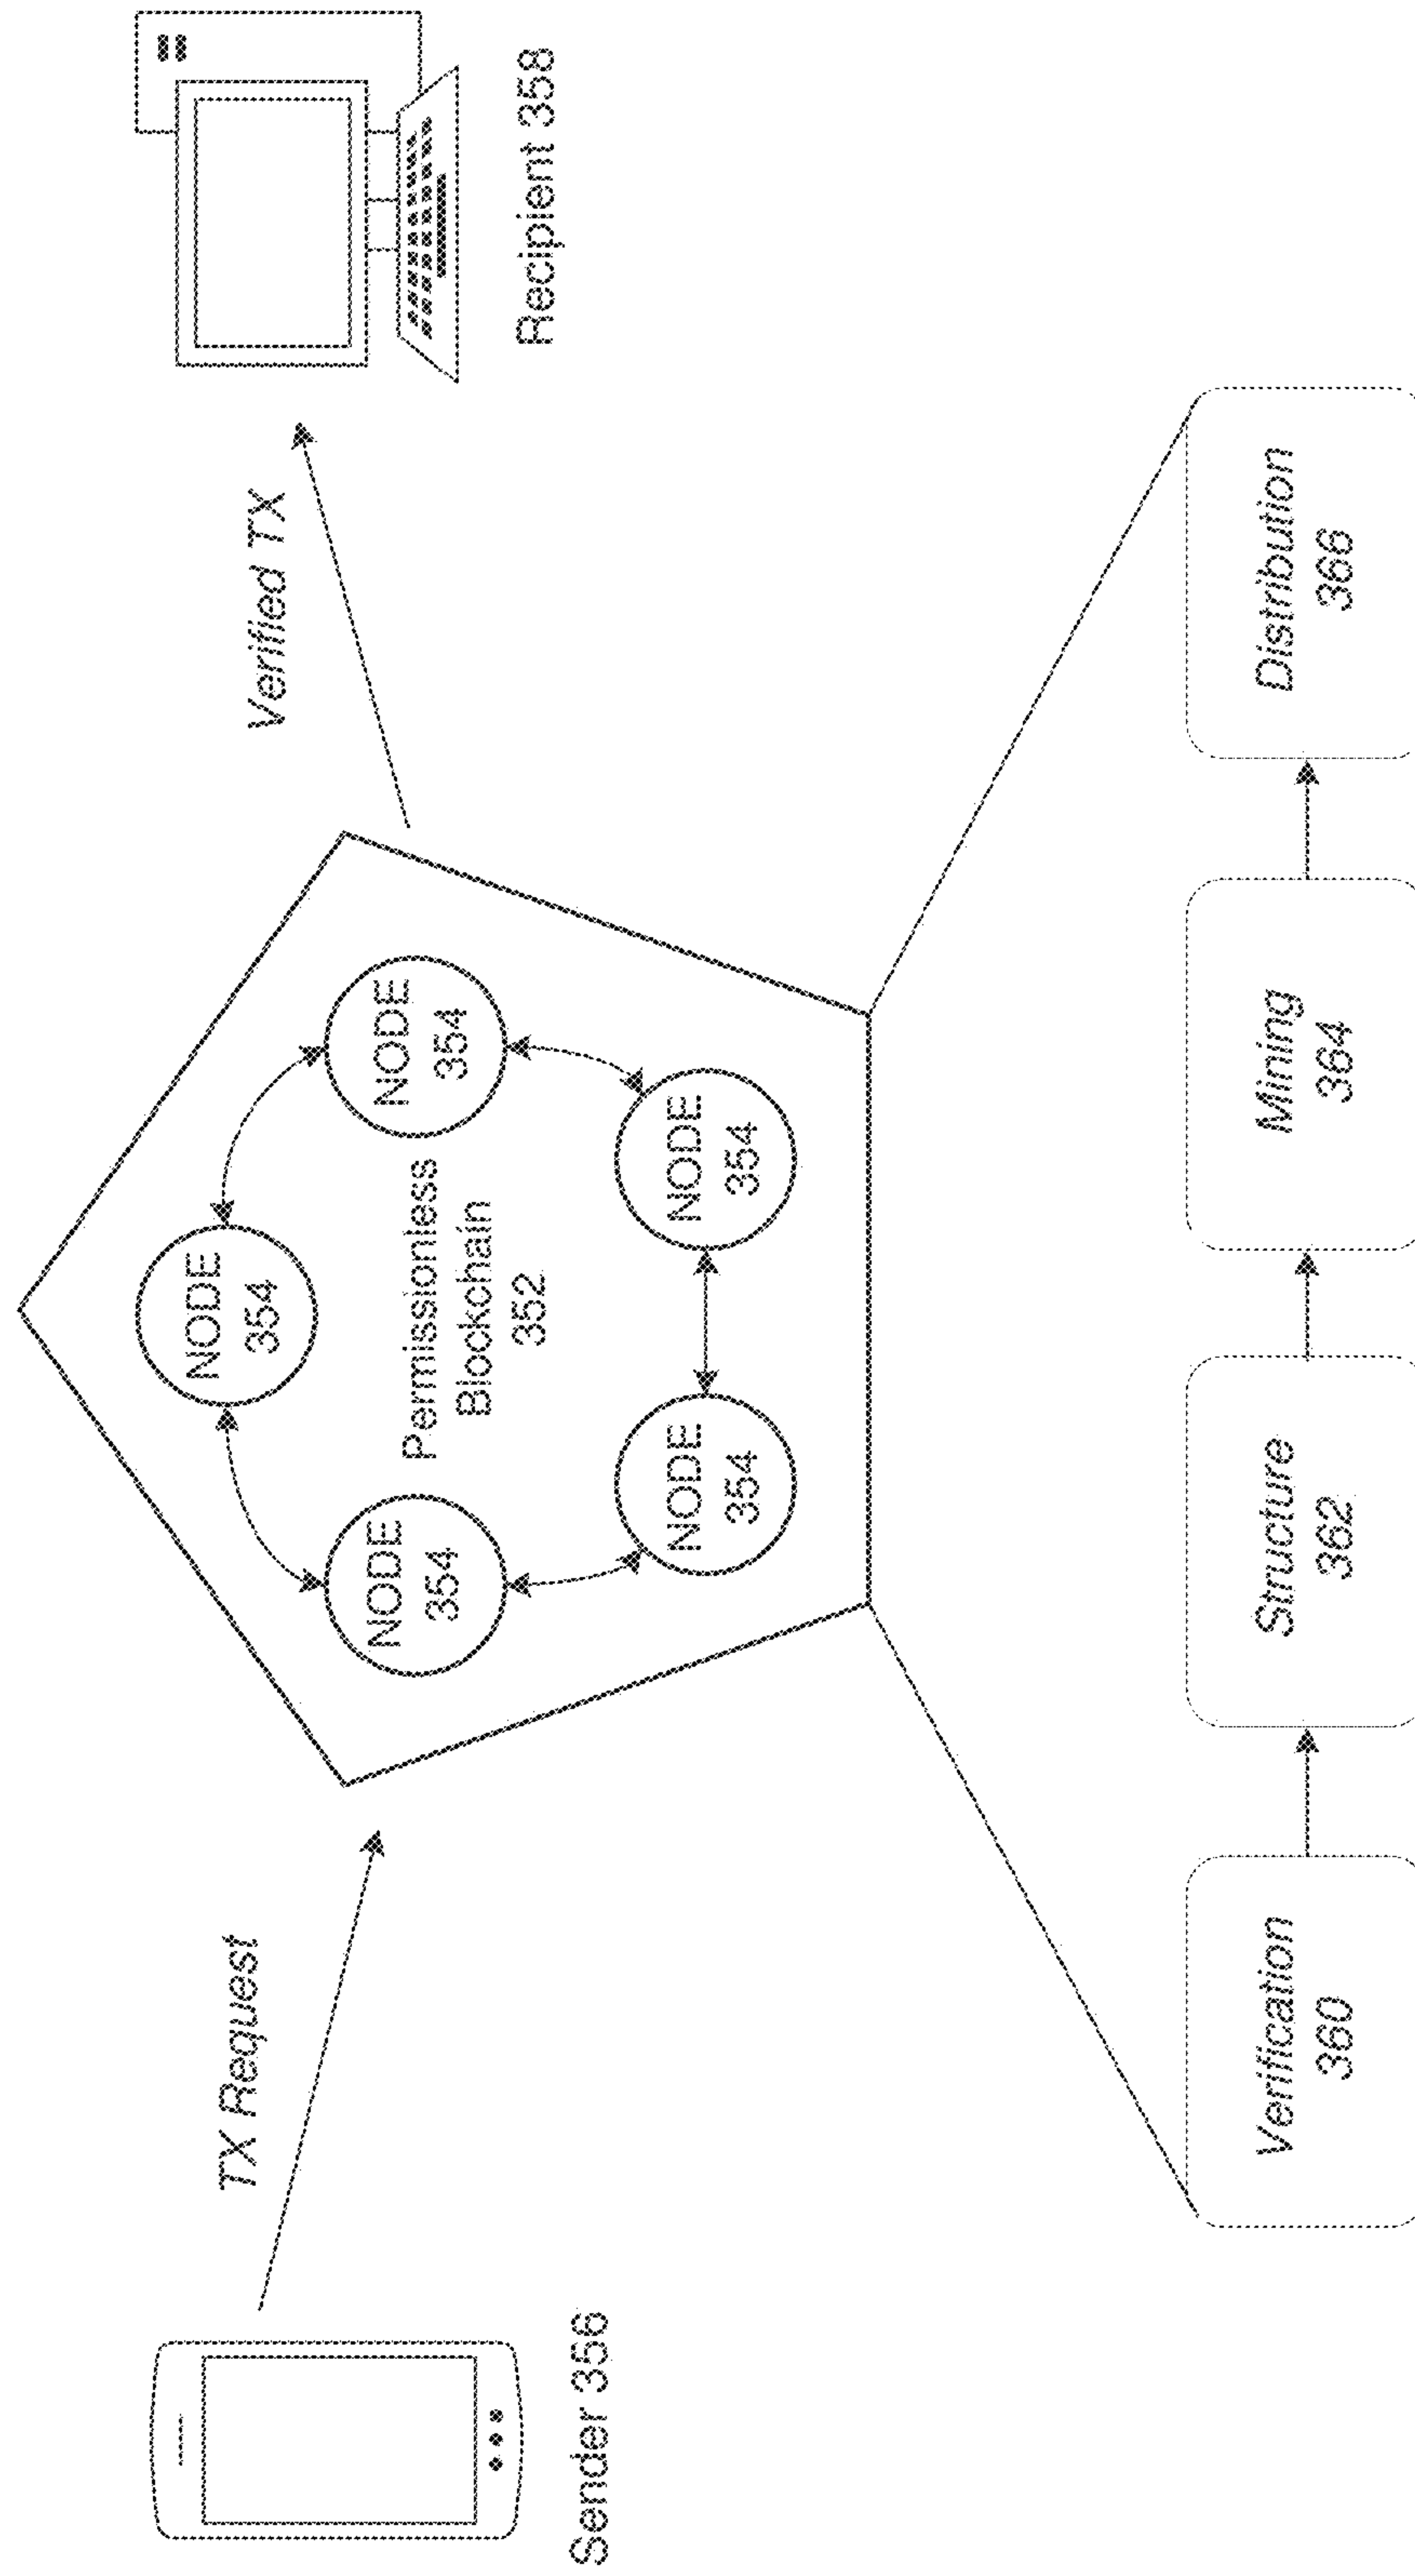 TX Request
Verified TX
Sender 356
Recipient 358
NODE
354
NODE
354
NODE
354
Permissionless
Blockchain
352
NODE
354
NODE
354
Verification
360
Structure
362
Mining
364
Distribution
366